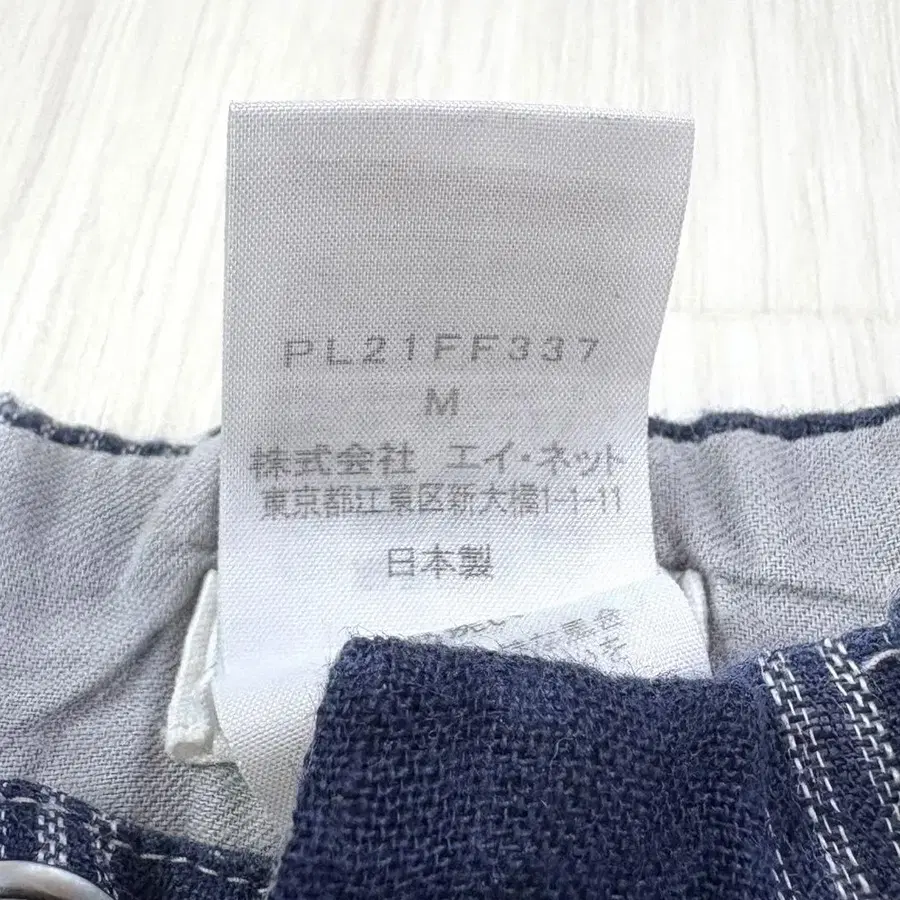 PL21FF337
M
株式会社 エイ・ネット
東京都江東区新大橋1-1-11
日本製